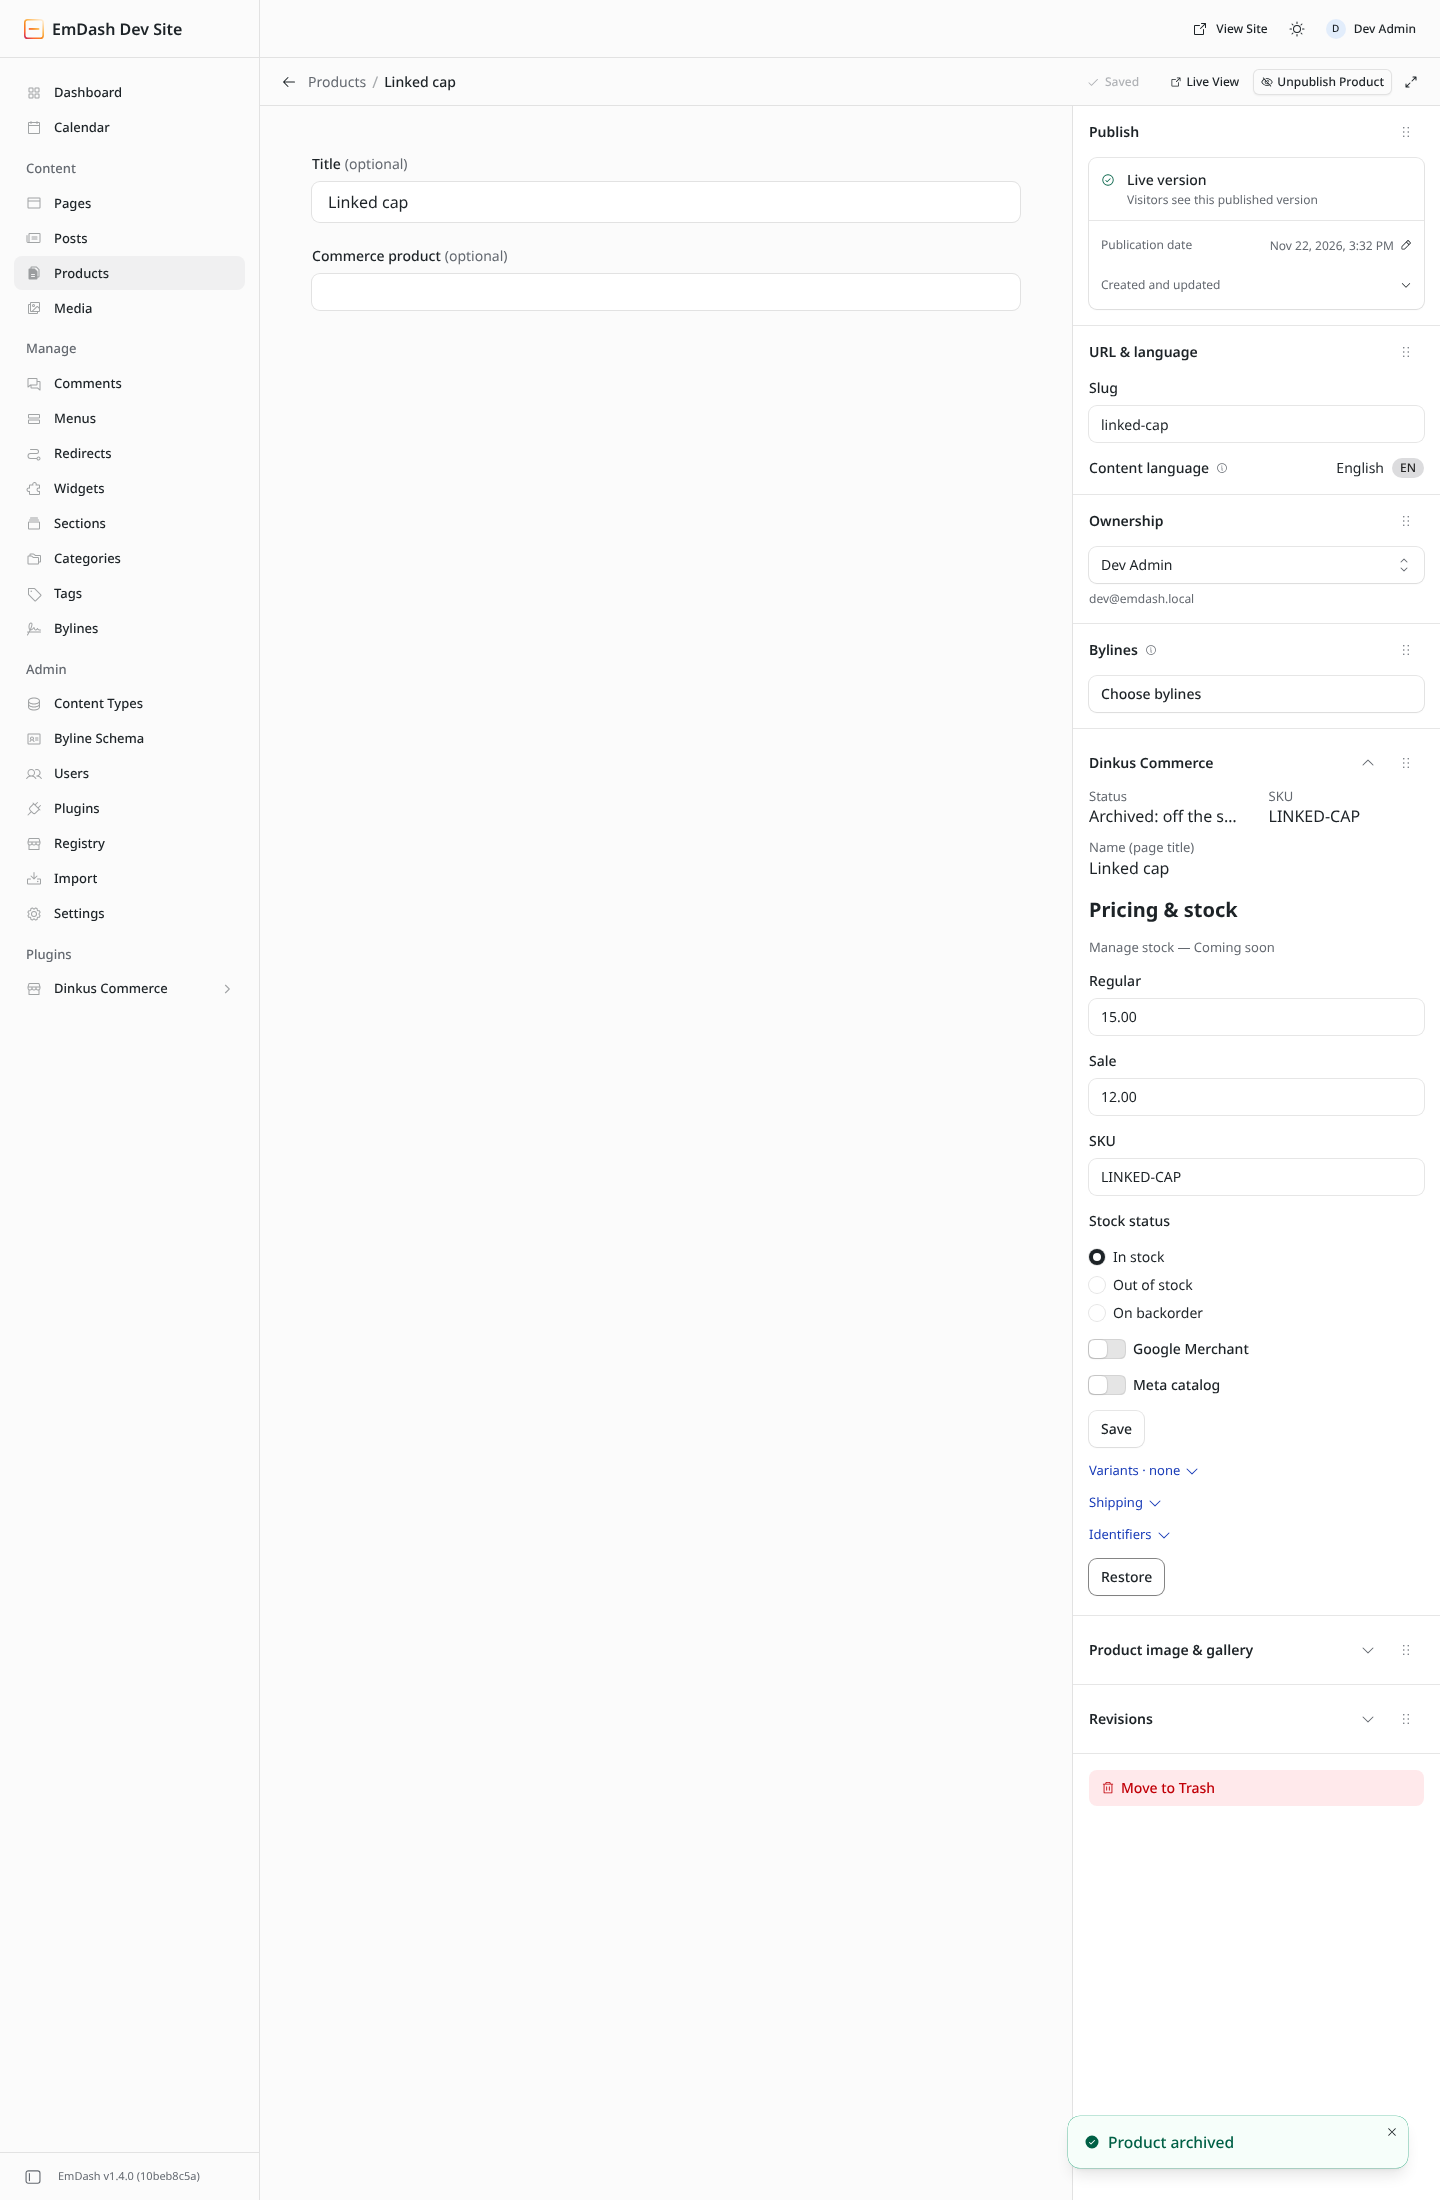 EmDash Dev Site
View Site
D
Dev Admin
Dashboard
Calendar
Content
Pages
Posts
Products
Media
Manage
Comments
Menus
Redirects
Widgets
Sections
Categories
Tags
Bylines
Admin
Content Types
Byline Schema
Users
Plugins
Registry
Import
Settings
Plugins
Dinkus Commerce
EmDash v1.4.0 (10beb8c5a)
Products / Linked cap
Saved
Live View
Unpublish Product
Title (optional)
Linked cap
Commerce product (optional)
Publish
Live version
Visitors see this published version
Publication date
Nov 22, 2026, 3:32 PM
Created and updated
URL & language
Slug
linked-cap
Content language
English EN
Ownership
Dev Admin
dev@emdash.local
Bylines
Choose bylines
Dinkus Commerce
Status
SKU
Archived: off the s...
LINKED-CAP
Name (page title)
Linked cap
Pricing & stock
Manage stock — Coming soon
Regular
15.00
Sale
12.00
SKU
LINKED-CAP
Stock status
In stock
Out of stock
On backorder
Google Merchant
Meta catalog
Save
Variants · none
Shipping
Identifiers
Restore
Product image & gallery
Revisions
Move to Trash
Product archived